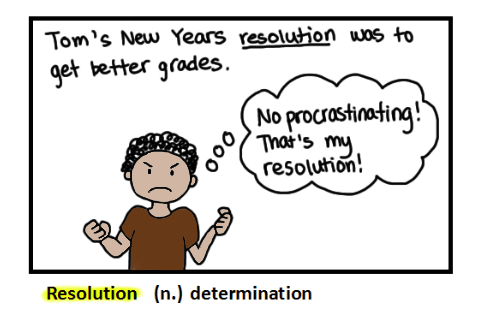 Tom's New Years resolution was to
get better grades.
No procrastinating!
That's my
resolution!
Resolution (n.) determination